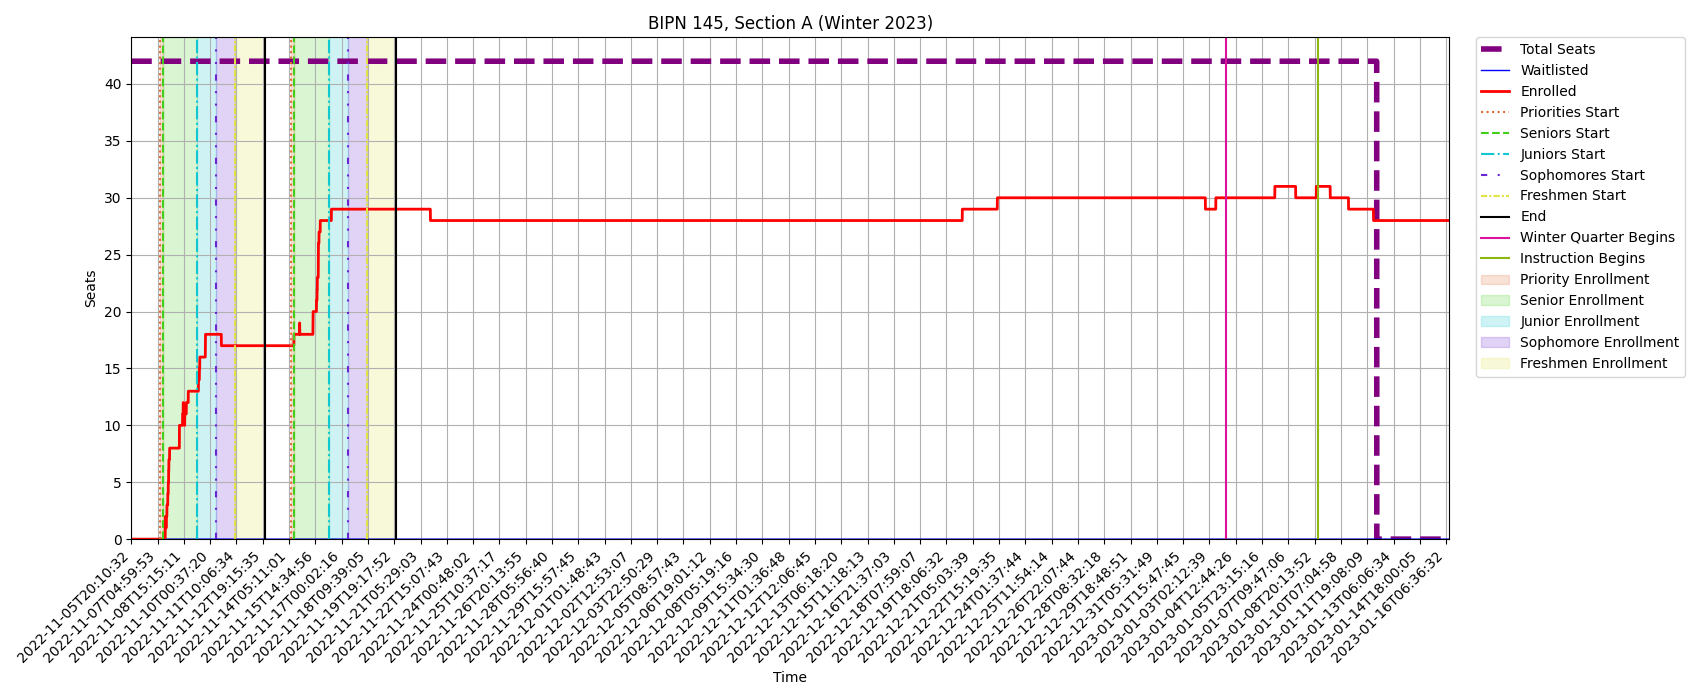 BIPN 145, Section A (Winter 2023)
Seats
0
5
10
15
20
25
30
35
40
2022-11-05T20:10:32
2022-11-07T04:59:53
2022-11-08T15:15:11
2022-11-10T00:37:20
2022-11-11T10:06:34
2022-11-12T19:15:35
2022-11-14T05:11:01
2022-11-15T14:34:56
2022-11-17T00:02:16
2022-11-18T09:39:05
2022-11-19T19:17:52
2022-11-21T05:29:03
2022-11-22T15:07:43
2022-11-24T00:48:02
2022-11-25T10:37:17
2022-11-26T20:13:55
2022-11-28T05:56:40
2022-11-29T15:57:45
2022-12-01T01:48:43
2022-12-02T12:53:07
2022-12-03T22:50:29
2022-12-05T08:57:43
2022-12-06T19:01:12
2022-12-08T05:19:16
2022-12-09T15:34:30
2022-12-11T01:36:48
2022-12-12T12:06:45
2022-12-13T06:18:20
2022-12-15T11:18:13
2022-12-16T21:37:03
2022-12-18T07:59:07
2022-12-19T18:06:32
2022-12-21T05:03:39
2022-12-22T15:19:35
2022-12-24T01:37:44
2022-12-25T11:54:14
2022-12-26T22:07:44
2022-12-28T08:32:18
2022-12-29T18:48:51
2022-12-31T05:31:49
2023-01-01T15:47:45
2023-01-03T02:12:39
2023-01-04T12:44:26
2023-01-05T23:15:16
2023-01-07T09:47:06
2023-01-08T20:13:52
2023-01-10T07:04:58
2023-01-11T19:08:09
2023-01-13T06:06:34
2023-01-14T18:00:05
2023-01-16T06:36:32
Time
Total Seats
Waitlisted
Enrolled
Priorities Start
Seniors Start
Juniors Start
Sophomores Start
Freshmen Start
End
Winter Quarter Begins
Instruction Begins
Priority Enrollment
Senior Enrollment
Junior Enrollment
Sophomore Enrollment
Freshmen Enrollment